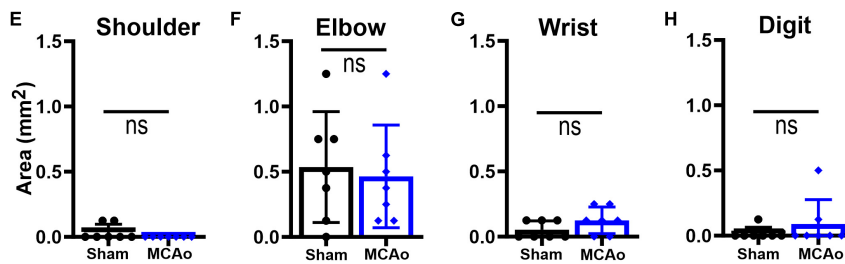 E Shoulder F Elbow G Wrist H Digit
1.5 1.5 1.5 1.5
ns
1.0 1.0 1.0 1.0
ns ns ns
Area (mm²)
0.5 0.5 0.5 0.5
0.0 0.0 0.0 0.0
Sham MCAo Sham MCAo Sham MCAo Sham MCAo